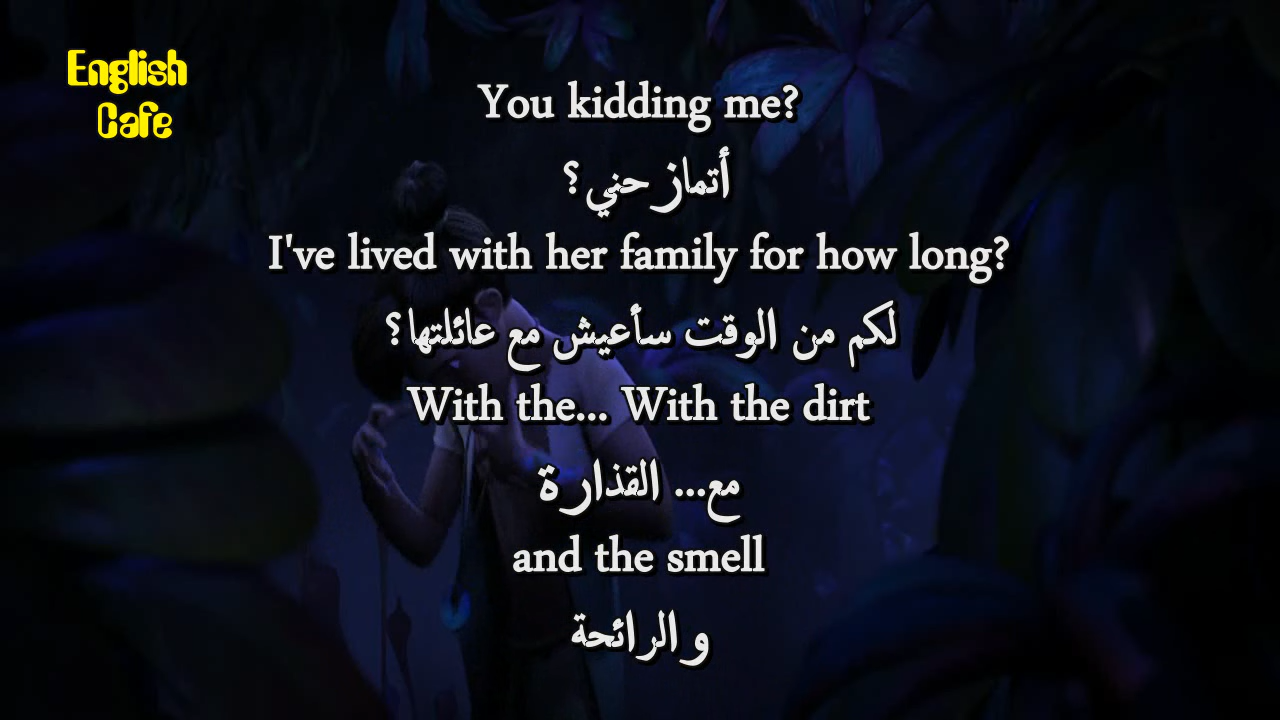 English
Cafe
You kidding me?
أتمازحني؟
I've lived with her family for how long?
لكم من الوقت سأعيش مع عائلتها؟
With the... With the dirt
مع... القذارة
and the smell
و الرائحة